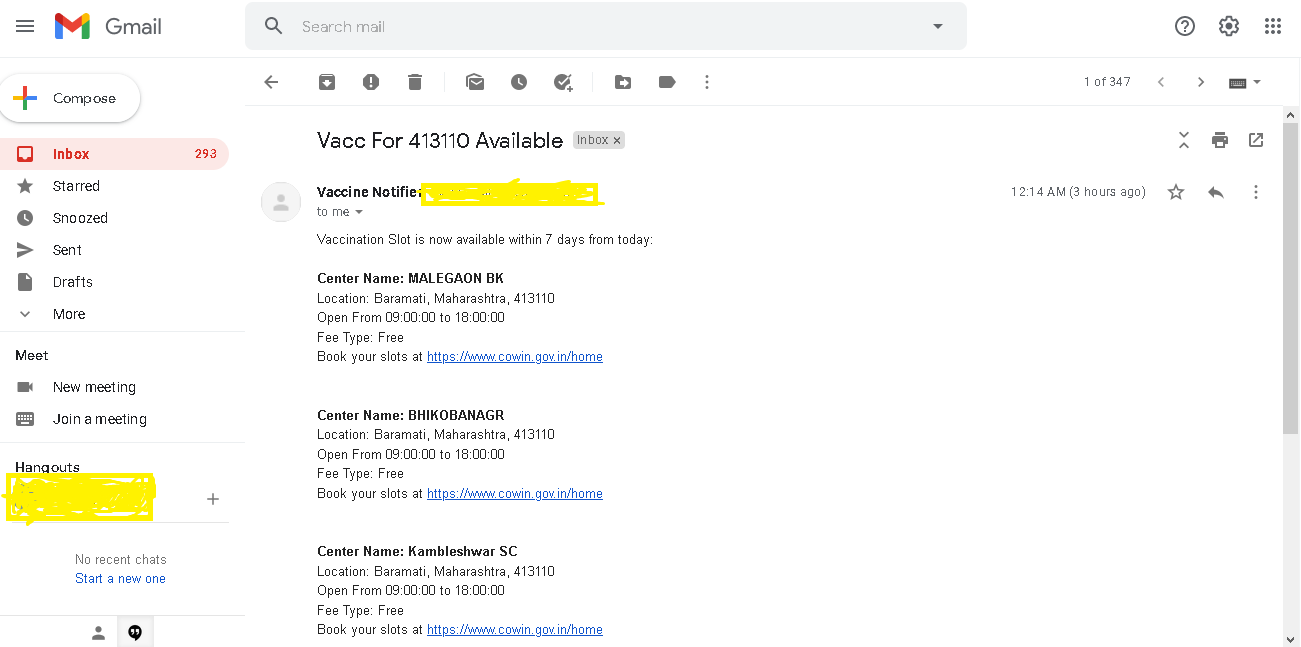 Gmail
Search mail
Compose
1 of 347
Inbox 293
Starred
Snoozed
Sent
Drafts
More
Meet
New meeting
Join a meeting
Hangouts
No recent chats
Start a new one
Vacc For 413110 Available Inbox x
Vaccine Notifier 12:14 AM (3 hours ago)
to me
Vaccination Slot is now available within 7 days from today:
Center Name: MALEGAON BK
Location: Baramati, Maharashtra, 413110
Open From 09:00:00 to 18:00:00
Fee Type: Free
Book your slots at https://www.cowin.gov.in/home
Center Name: BHIKOBANAGR
Location: Baramati, Maharashtra, 413110
Open From 09:00:00 to 18:00:00
Fee Type: Free
Book your slots at https://www.cowin.gov.in/home
Center Name: Kambleshwar SC
Location: Baramati, Maharashtra, 413110
Open From 09:00:00 to 18:00:00
Fee Type: Free
Book your slots at https://www.cowin.gov.in/home